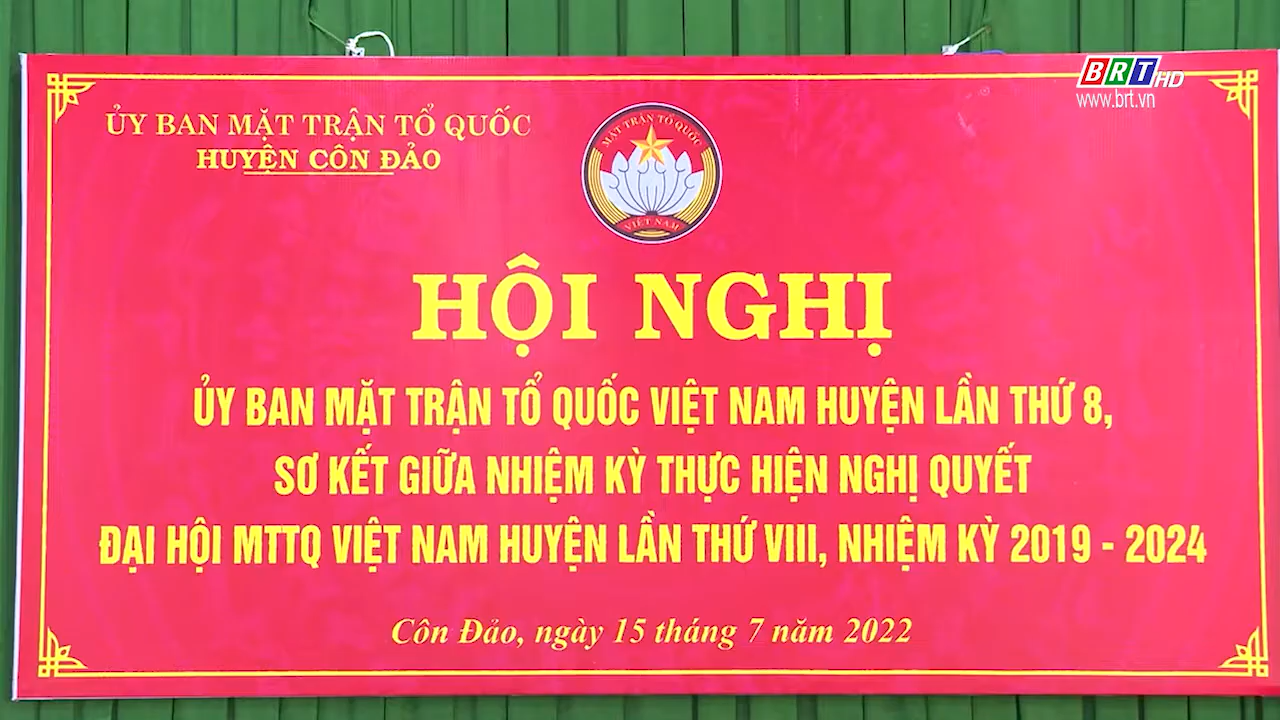 BRT HD
www.brt.vn
ỦY BAN MẶT TRẬN TỔ QUỐC
HUYỆN CÔN ĐẢO
MẶT TRẬN TỔ QUỐC
VIỆT NAM
HỘI NGHỊ
ỦY BAN MẶT TRẬN TỔ QUỐC VIỆT NAM HUYỆN LẦN THỨ 8,
SƠ KẾT GIỮA NHIỆM KỲ THỰC HIỆN NGHỊ QUYẾT
ĐẠI HỘI MTTQ VIỆT NAM HUYỆN LẦN THỨ VIII, NHIỆM KỲ 2019 - 2024
Côn Đảo, ngày 15 tháng 7 năm 2022